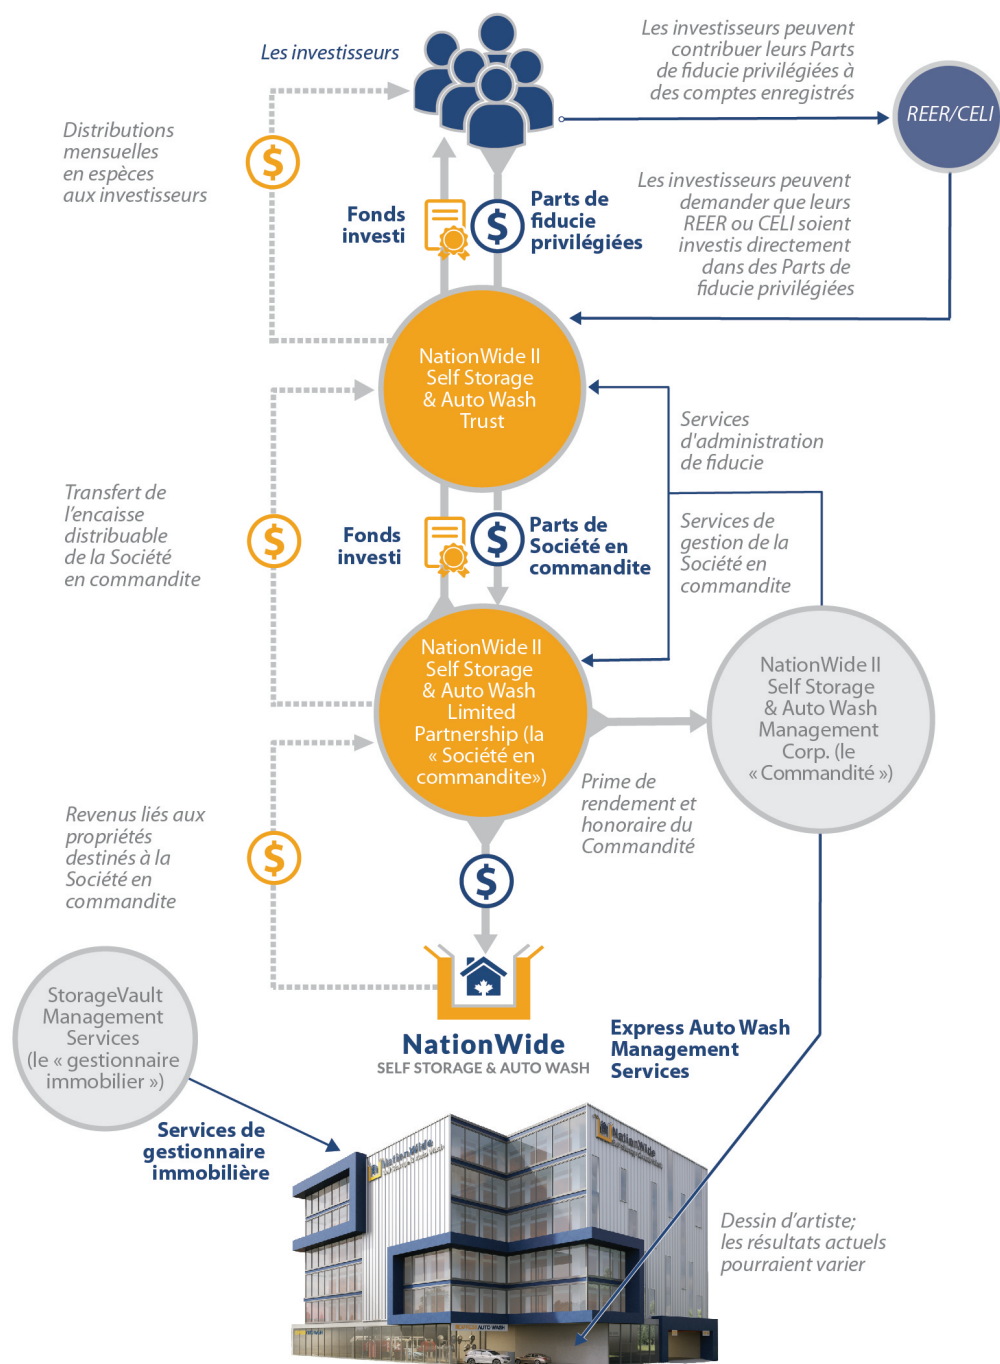 Les investisseurs
Les investisseurs peuvent
contribuer leurs Parts
de fiducie privilégiées à
des comptes enregistrés
REER/CELI
Distributions
mensuelles
en espèces
aux investisseurs
$
Fonds
investi
$
Parts de
fiducie
privilégiées
Les investisseurs peuvent
demander que leurs
REER ou CELI soient
investis directement
dans des Parts de
fiducie privilégiées
NationWide II
Self Storage
& Auto Wash
Trust
Services
d'administration
de fiducie
Transfert de
l'encaisse
distribuable
de la Société
en commandite
$
Fonds
investi
$
Parts de
Société en
commandite
Services de
gestion de la
Société en
commandite
NationWide II
Self Storage
& Auto Wash
Limited
Partnership (la
« Société en
commandite»)
NationWide II
Self Storage
& Auto Wash
Management
Corp. (le
« Commandité »)
Prime de
rendement et
honoraire du
Commandité
Revenus liés aux
propriétés
destinés à la
Société en
commandite
$
$
StorageVault
Management
Services
(le « gestionnaire
immobilier »)
NationWide
SELF STORAGE & AUTO WASH
Express Auto Wash
Management
Services
Services de
gestionnaire
immobilière
NationWide
NationWide
Dessin d'artiste;
les résultats actuels
pourraient varier
AUTO WASH